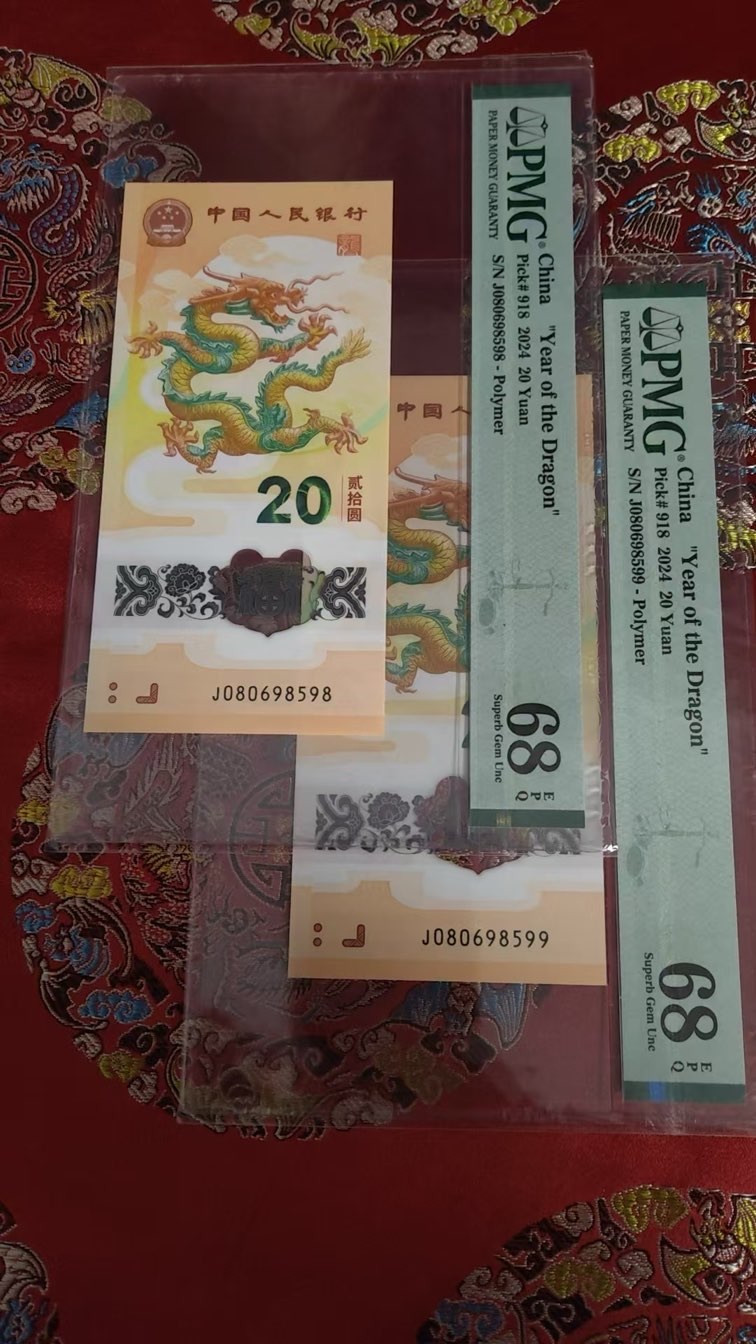 中国人民银行
20
贰拾圆
J080698598
PMG
PAPER MONEY GUARANTY
China "Year of the Dragon"
Pick# 918 2024 20 Yuan
S/N J080698598 - Polymer
68
EPQ
Superb Gem Unc
中国人
J080698599
PMG
PAPER MONEY GUARANTY
China "Year of the Dragon"
Pick# 918 2024 20 Yuan
S/N J080698599 - Polymer
68
EPQ
Superb Gem Unc